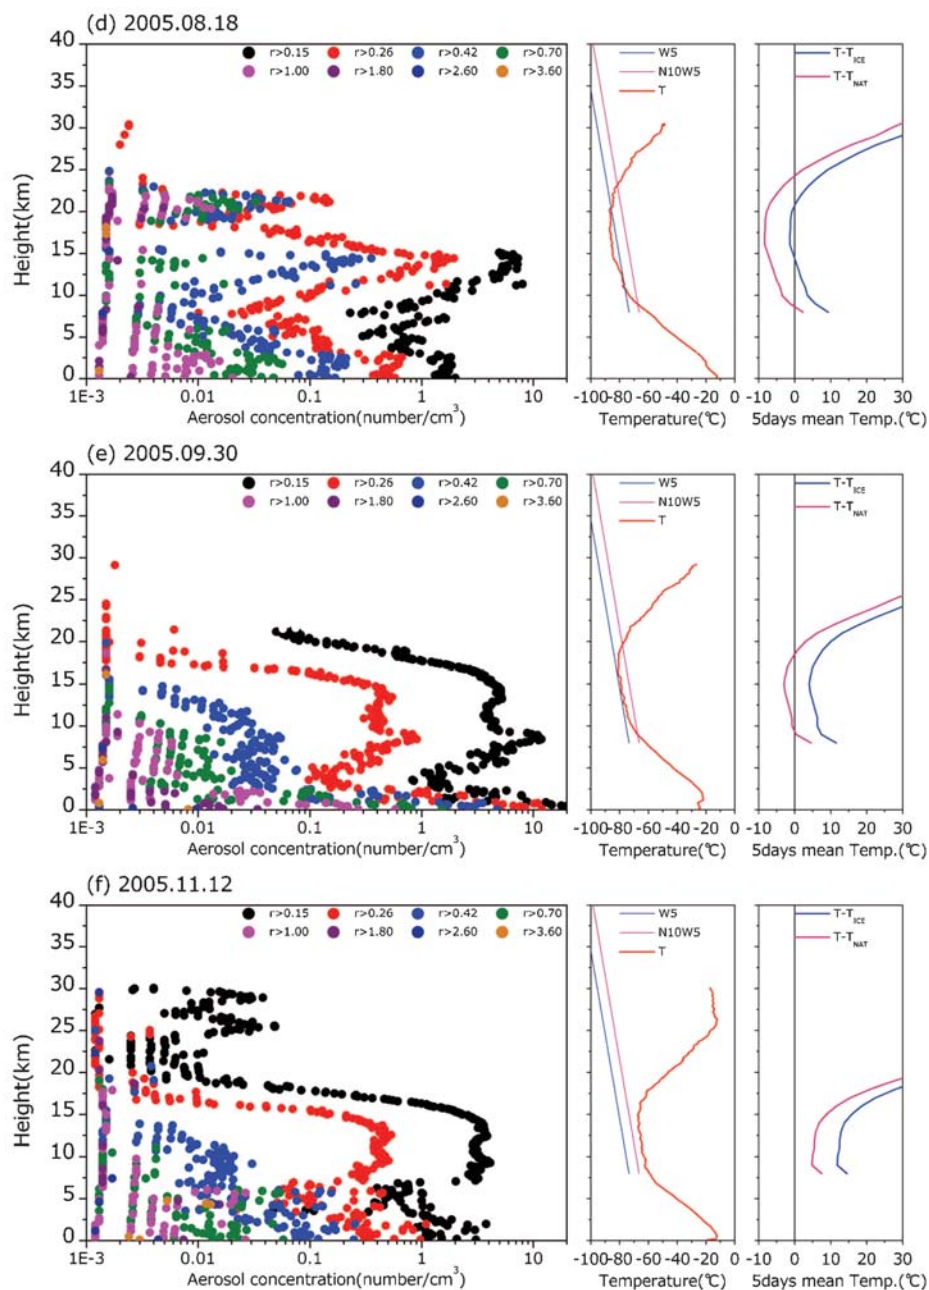 (d) 2005.08.18
r>0.15 r>0.26 r>0.42 r>0.70
r>1.00 r>1.80 r>2.60 r>3.60
40
35
30
25
20
15
10
5
0
Height(km)
1E-3 0.01 0.1 1 10
Aerosol concentration(number/cm³)
W5
N10W5
T
-100 -80 -60 -40 -20 0
Temperature(℃)
T-T_ICE
T-T_NAT
-10 0 10 20 30
5days mean Temp.(℃)
(e) 2005.09.30
r>0.15 r>0.26 r>0.42 r>0.70
r>1.00 r>1.80 r>2.60 r>3.60
40
35
30
25
20
15
10
5
0
Height(km)
1E-3 0.01 0.1 1 10
Aerosol concentration(number/cm³)
W5
N10W5
T
-100 -80 -60 -40 -20 0
Temperature(℃)
T-T_ICE
T-T_NAT
-10 0 10 20 30
5days mean Temp.(℃)
(f) 2005.11.12
r>0.15 r>0.26 r>0.42 r>0.70
r>1.00 r>1.80 r>2.60 r>3.60
40
35
30
25
20
15
10
5
0
Height(km)
1E-3 0.01 0.1 1 10
Aerosol concentration(number/cm³)
W5
N10W5
T
-100 -80 -60 -40 -20 0
Temperature(℃)
T-T_ICE
T-T_NAT
-10 0 10 20 30
5days mean Temp.(℃)